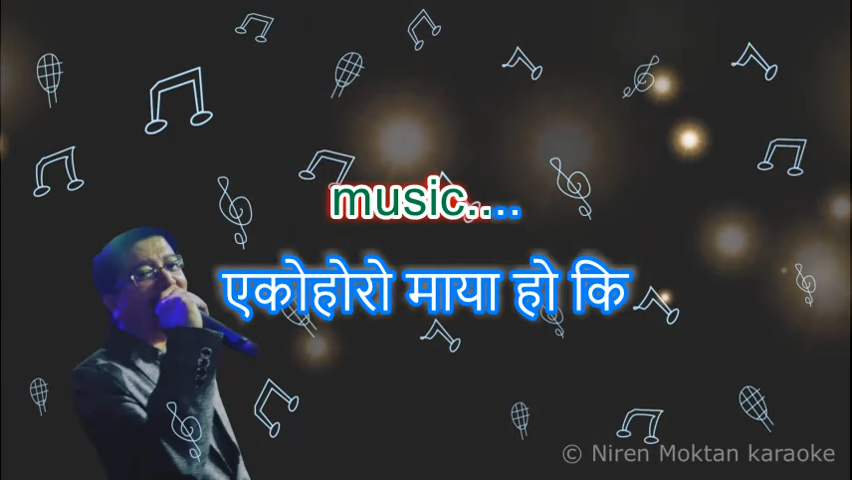 music....
एकोहोरो माया हो कि
© Niren Moktan karaoke